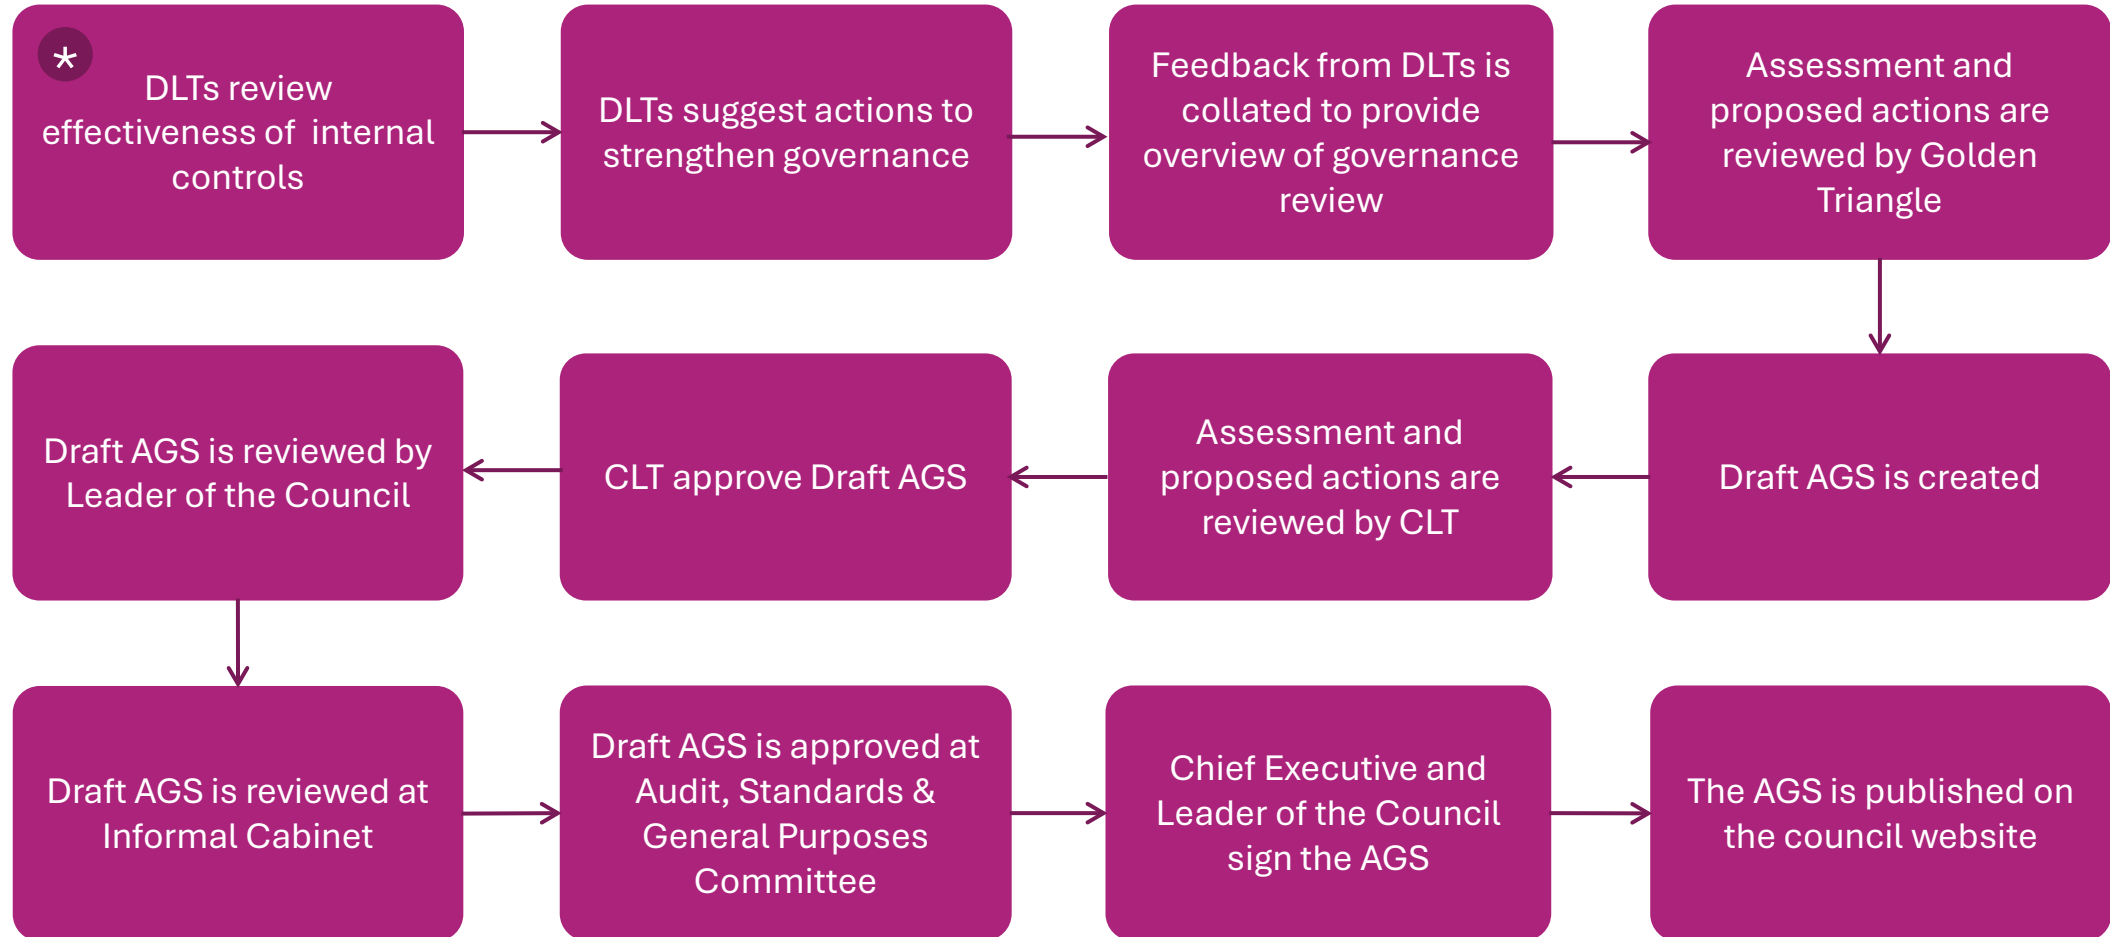 *
DLTs review
effectiveness of  internal
controls
DLTs suggest actions to
strengthen governance
Feedback from DLTs is
collated to provide
overview of governance
review
Assessment and
proposed actions are
reviewed by Golden
Triangle
Draft AGS is created
Assessment and
proposed actions are
reviewed by CLT
CLT approve Draft AGS
Draft AGS is reviewed by
Leader of the Council
Draft AGS is reviewed at
Informal Cabinet
Draft AGS is approved at
Audit, Standards &
General Purposes
Committee
Chief Executive and
Leader of the Council
sign the AGS
The AGS is published on
the council website